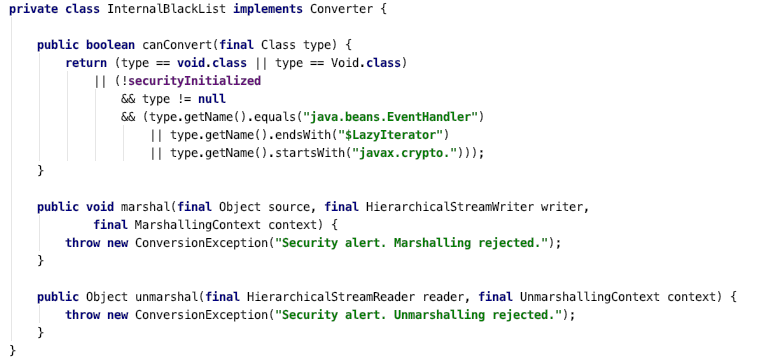 private class InternalBlackList implements Converter {
public boolean canConvert(final Class type) {
return (type == void.class || type == Void.class)
|| (!securityInitialized
&& type != null
&& (type.getName().equals("java.beans.EventHandler")
|| type.getName().endsWith("$LazyIterator")
|| type.getName().startsWith("javax.crypto.")));
}
public void marshal(final Object source, final HierarchicalStreamWriter writer,
final MarshallingContext context) {
throw new ConversionException("Security alert. Marshalling rejected.");
}
public Object unmarshal(final HierarchicalStreamReader reader, final UnmarshallingContext context) {
throw new ConversionException("Security alert. Unmarshalling rejected.");
}
}